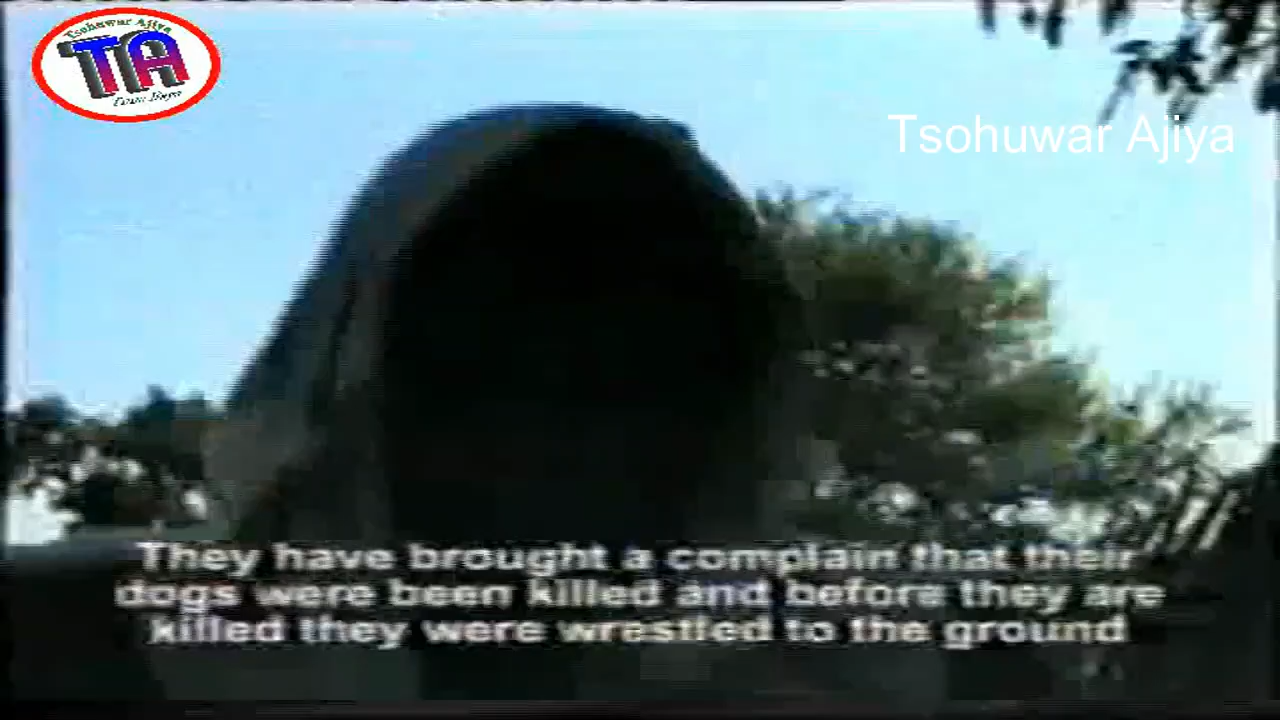 Tsohuwar Ajiya
TA
Tsohuwar Ajiya
They have brought a complain that their
dogs were been killed and before they are
killed they were wrestled to the ground